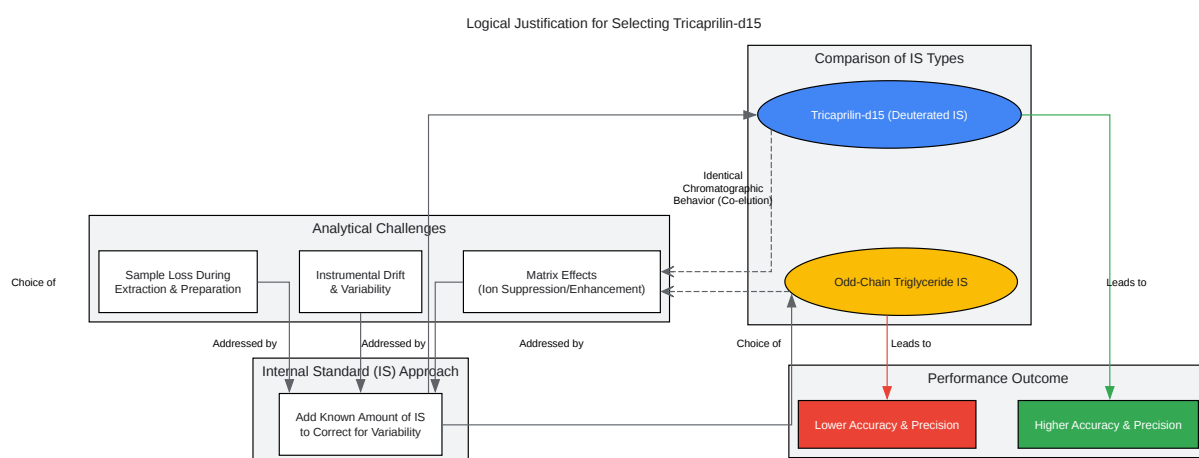 Logical Justification for Selecting Tricaprilin-d15
Comparison of IS Types
Tricaprilin-d15 (Deuterated IS)
Identical
Chromatographic
Behavior (Co-elution)
Analytical Challenges
Sample Loss During
Extraction & Preparation
Instrumental Drift
& Variability
Matrix Effects
(Ion Suppression/Enhancement)
Odd-Chain Triglyceride IS
Choice of
Leads to
Addressed by
Addressed by
Addressed by
Choice of
Leads to
Internal Standard (IS) Approach
Add Known Amount of IS
to Correct for Variability
Performance Outcome
Lower Accuracy & Precision
Higher Accuracy & Precision